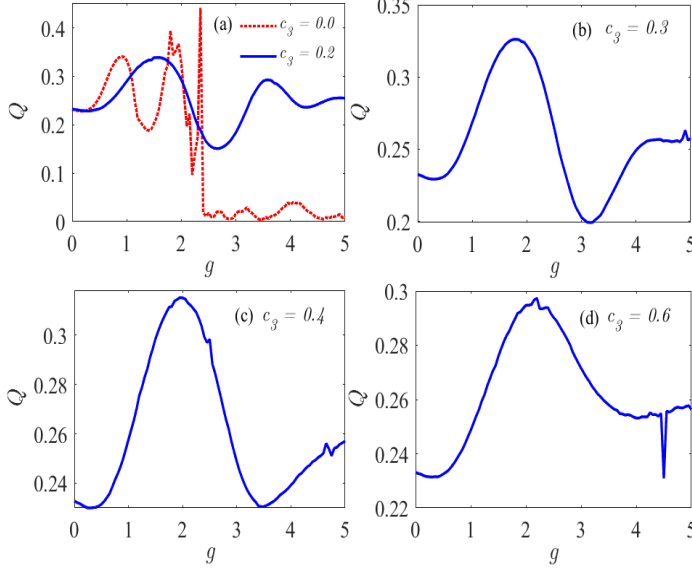 (a)
c₃ = 0.0
c₃ = 0.2
0.4
0.3
0.2
0.1
0
Q
0 1 2 3 4 5
g
(b) c₃ = 0.3
0.35
0.3
0.25
0.2
Q
0 1 2 3 4 5
g
(c) c₃ = 0.4
0.3
0.28
0.26
0.24
Q
0 1 2 3 4 5
g
(d) c₃ = 0.6
0.3
0.28
0.26
0.24
0.22
Q
0 1 2 3 4 5
g